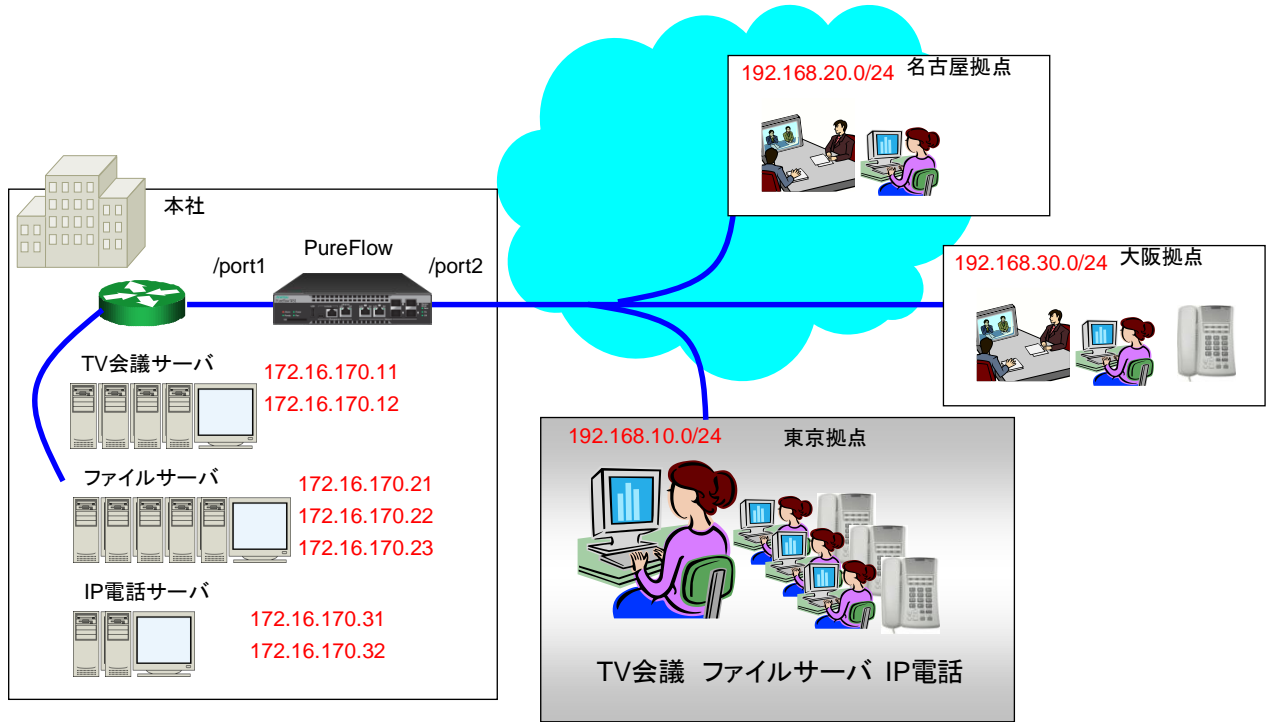 192.168.20.0/24 名古屋拠点
本社
PureFlow
/port1
/port2
192.168.30.0/24 大阪拠点
TV会議サーバ
172.16.170.11
172.16.170.12
192.168.10.0/24 東京拠点
ファイルサーバ
172.16.170.21
172.16.170.22
172.16.170.23
IP電話サーバ
172.16.170.31
172.16.170.32
TV会議 ファイルサーバ IP電話